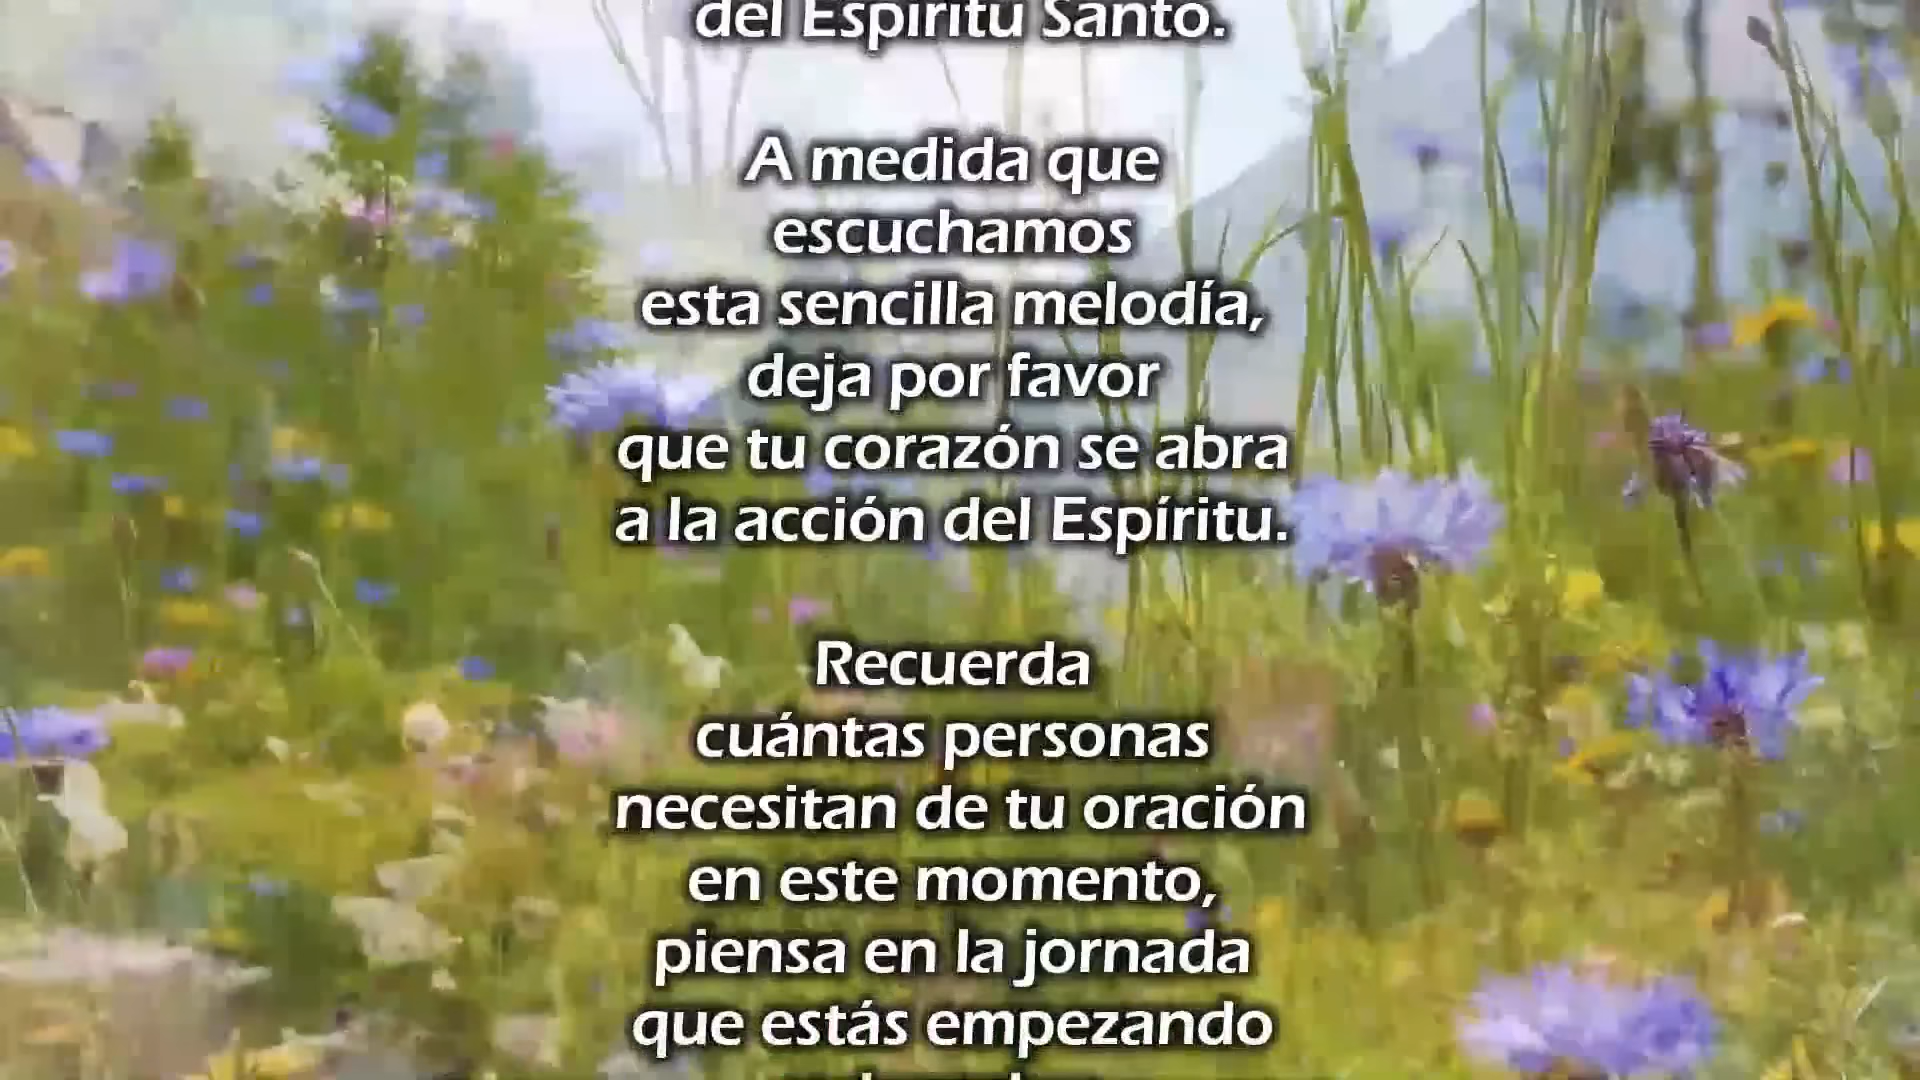 del Espíritu Santo.
A medida que
escuchamos
esta sencilla melodía,
deja por favor
que tu corazón se abra
a la acción del Espíritu.
Recuerda
cuántas personas
necesitan de tu oración
en este momento,
piensa en la jornada
que estás empezando